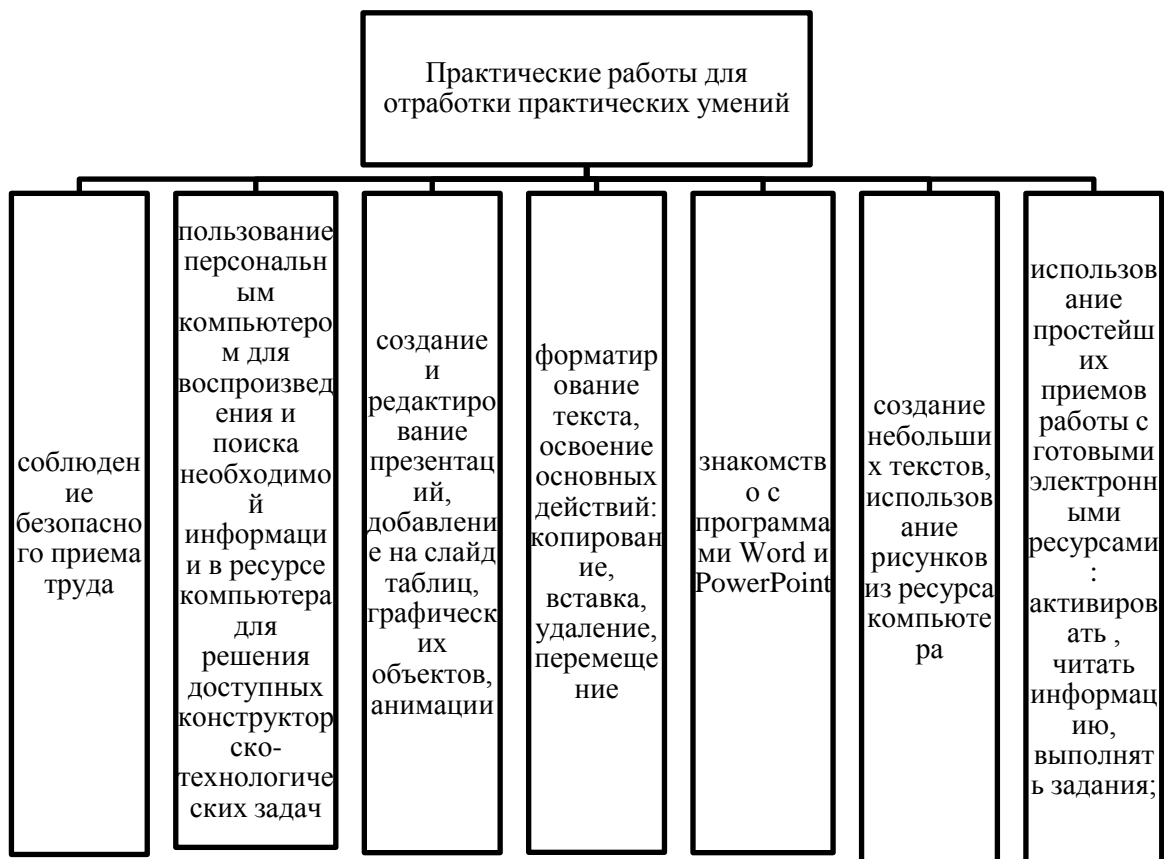 Практические работы для
отработки практических умений
соблюден
ие
безопасно
го приема
труда
пользование
персональн
ым
компьютеро
м для
воспроизвед
ения и
поиска
необходимо
й
информаци
и в ресурсе
компьютера
для
решения
доступных
конструктор
ско-
технологиче
ских задач
создание
и
редактиро
вание
презентац
ий,
добавлени
е на слайд
таблиц,
графическ
их
объектов,
анимации
форматир
ование
текста,
освоение
основных
действий:
копирован
ие,
вставка,
удаление,
перемеще
ние
знакомств
о с
программа
ми Word и
PowerPoint
создание
небольши
х текстов,
использов
ание
рисунков
из ресурса
компьюте
ра
использов
ание
простейш
их
приемов
работы с
готовыми
электронн
ыми
ресурсами
:
активиров
ать ,
читать
информац
ию,
выполнят
ь задания;